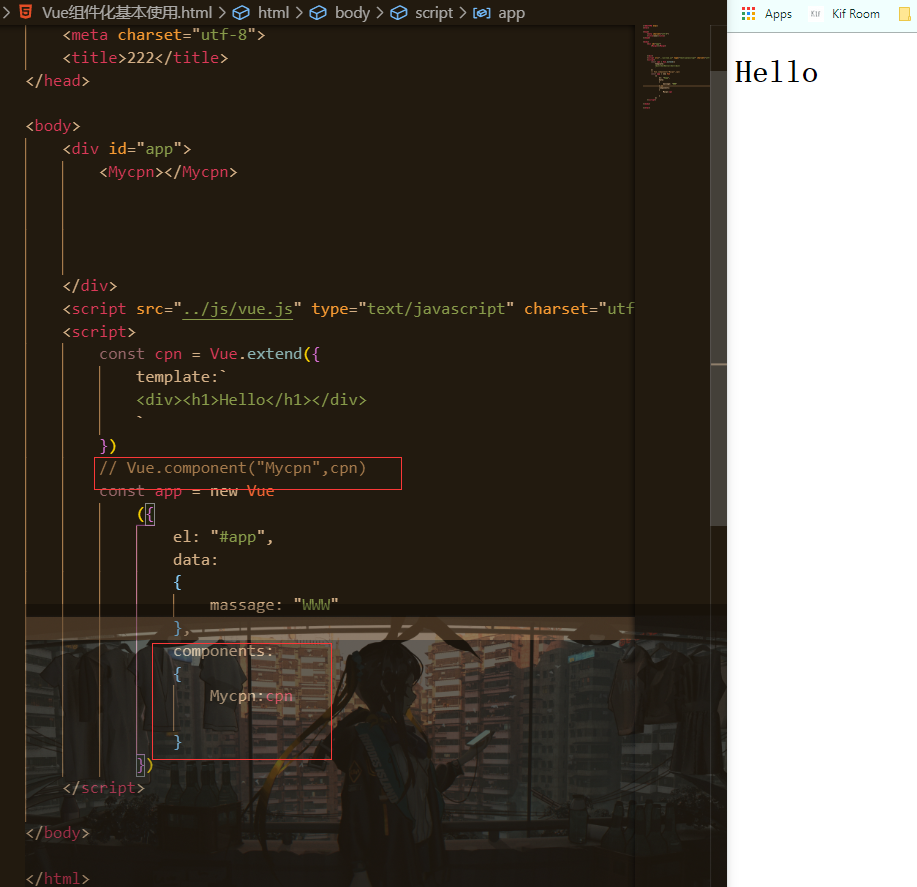 Vue组件化基本使用.html > html > body > script > app
Apps Kif Room
<meta charset="utf-8">
<title>222</title>
</head>
<body>
<div id="app">
<Mycpn></Mycpn>
</div>
<script src="../js/vue.js" type="text/javascript" charset="utf
<script>
const cpn = Vue.extend({
template:`
<div><h1>Hello</h1></div>
`
})
// Vue.component("Mycpn",cpn)
const app = new Vue
({
el: "#app",
data:
{
massage: "WWW"
},
components:
{
Mycpn:cpn
}
})
</script>
</body>
</html>
Hello